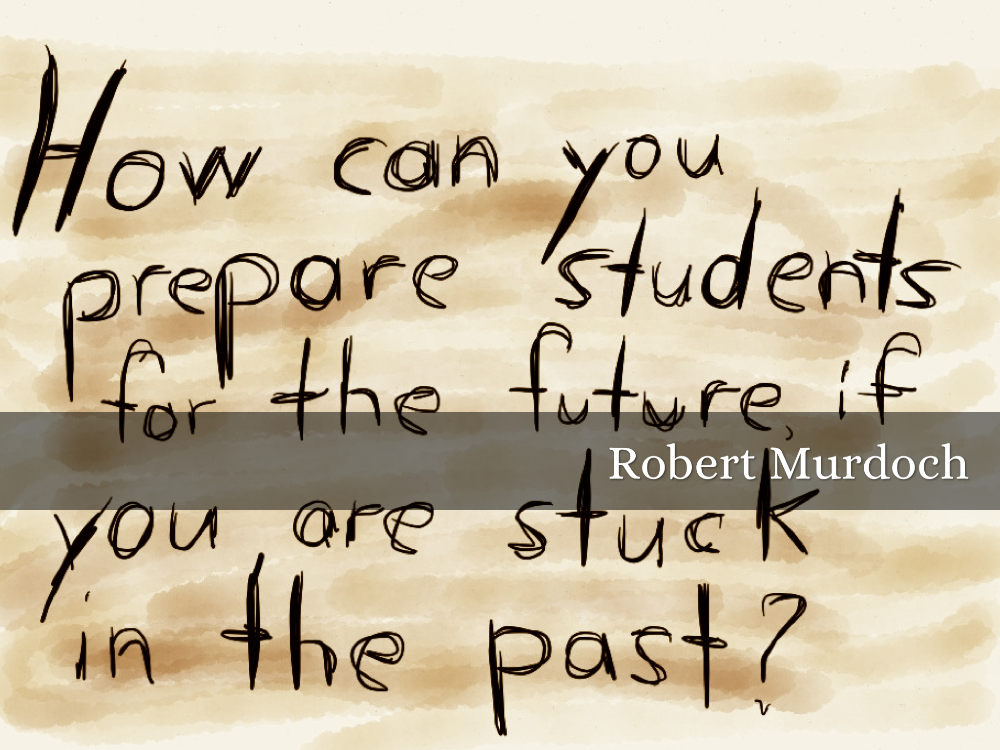 How can you
prepare students
for the future, if
Robert Murdoch
you are stuck
in the past?